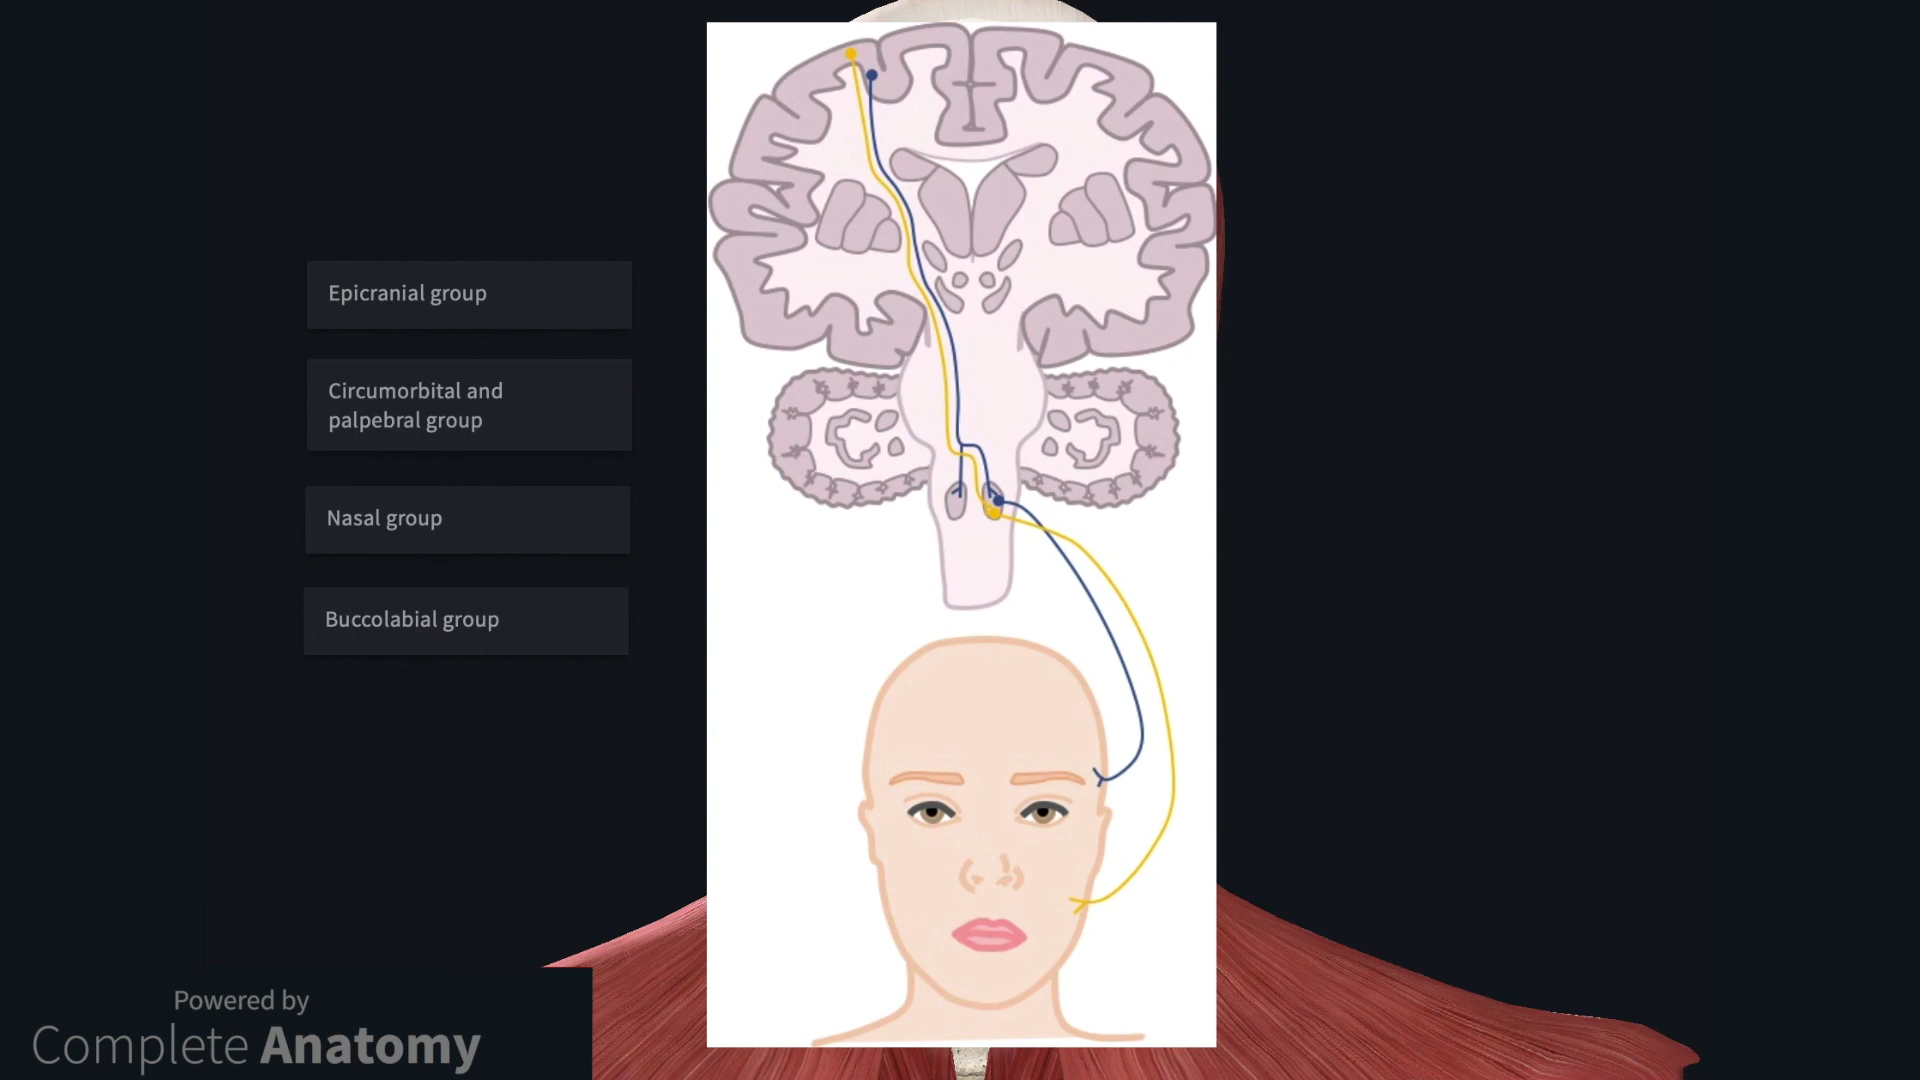 Epicranial group
Circumorbital and
palpebral group
Nasal group
Buccolabial group
Powered by
Complete Anatomy